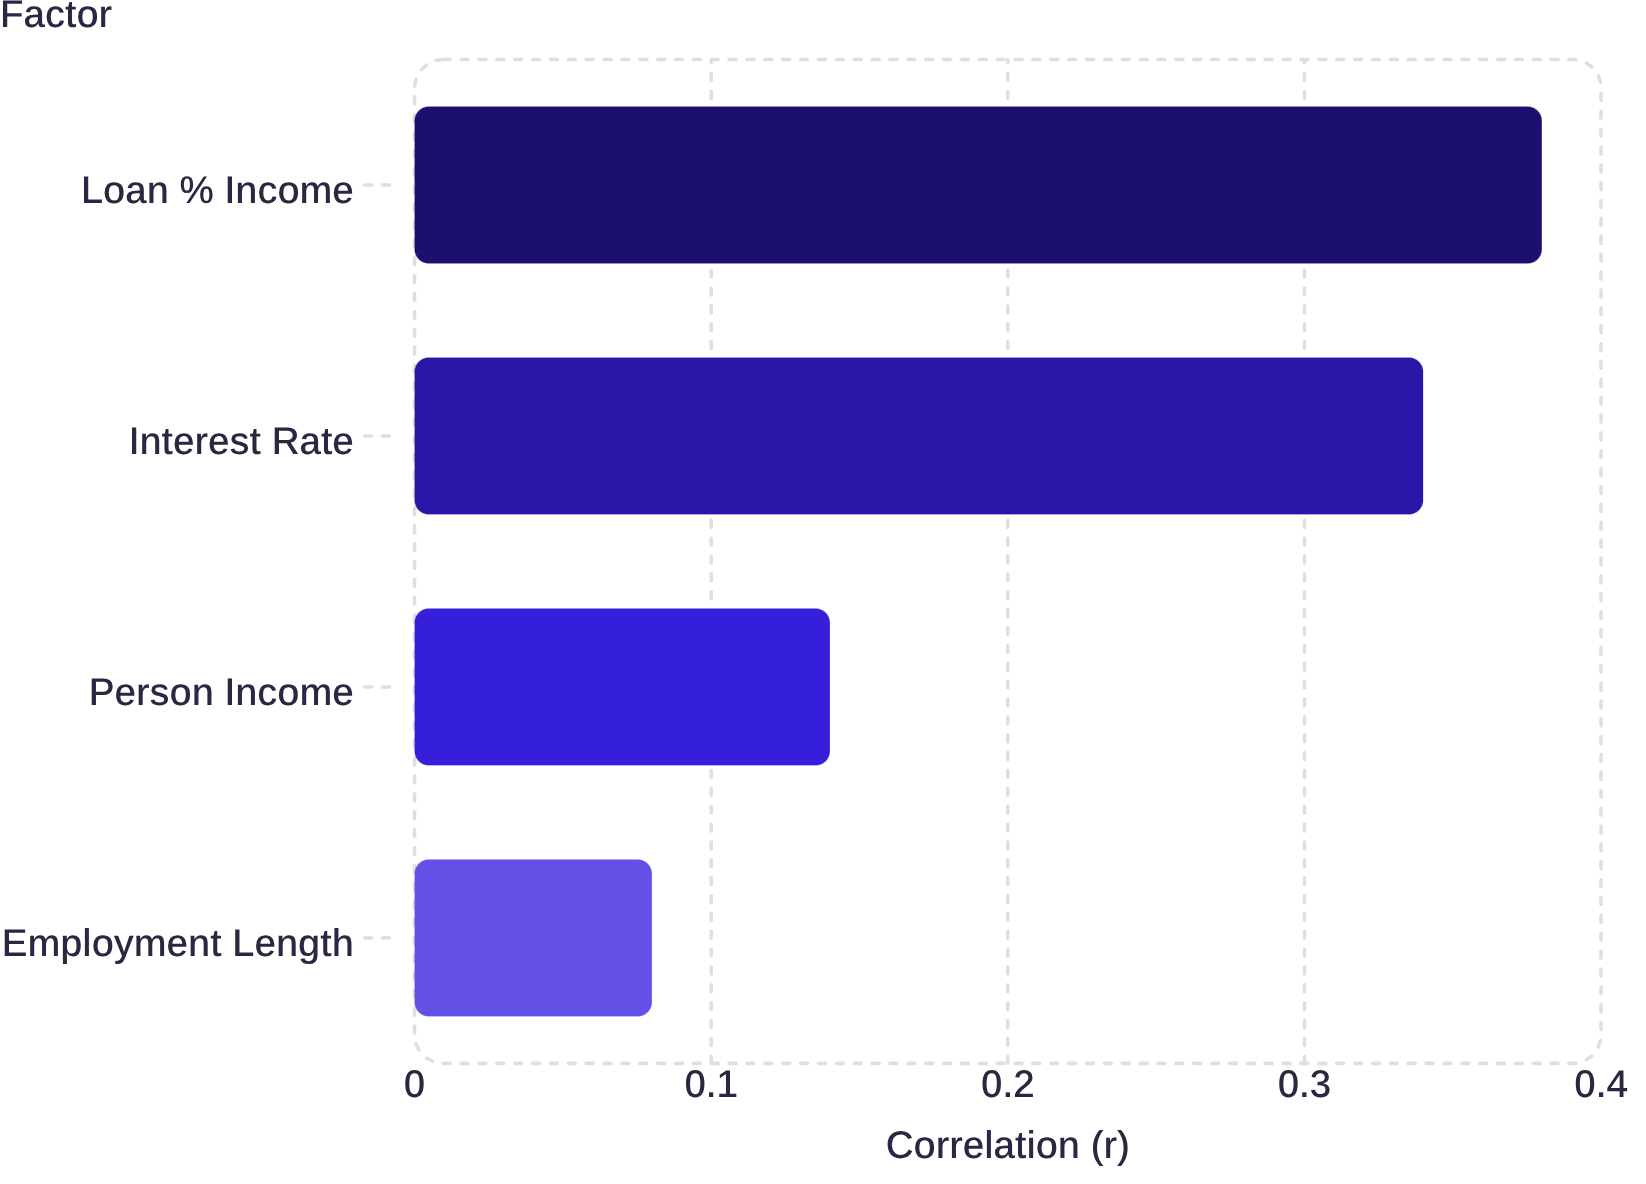 Factor
Loan % Income
Interest Rate
Person Income
Employment Length
0 0.1 0.2 0.3 0.4
Correlation (r)